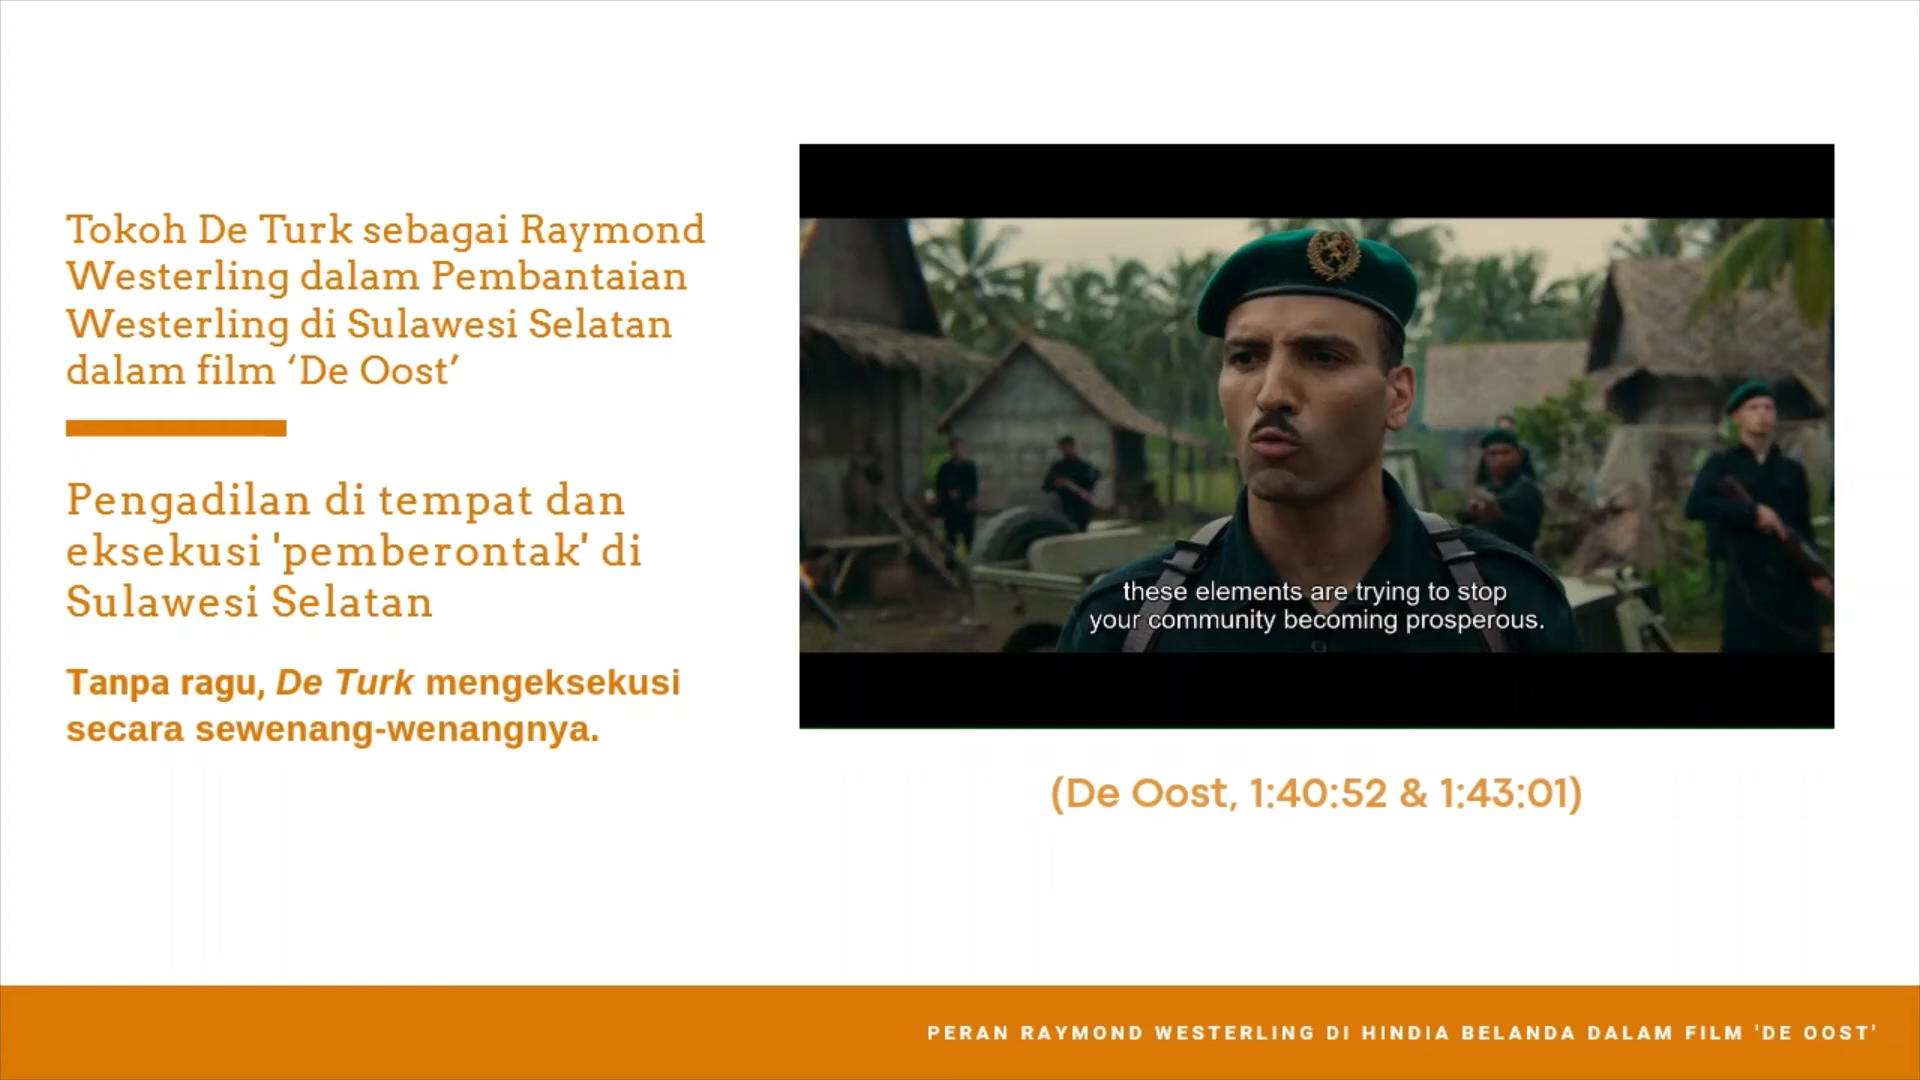 Tokoh De Turk sebagai Raymond
Westerling dalam Pembantaian
Westerling di Sulawesi Selatan
dalam film ‘De Oost’
Pengadilan di tempat dan
eksekusi 'pemberontak' di
Sulawesi Selatan
Tanpa ragu, De Turk mengeksekusi
secara sewenang-wenangnya.
these elements are trying to stop
your community becoming prosperous.
(De Oost, 1:40:52 & 1:43:01)
PERAN RAYMOND WESTERLING DI HINDIA BELANDA DALAM FILM 'DE OOST'